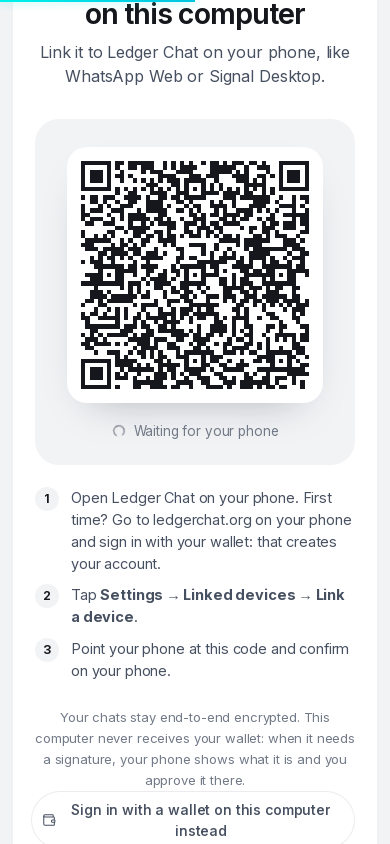 on this computer
Link it to Ledger Chat on your phone, like
WhatsApp Web or Signal Desktop.
Waiting for your phone
1 Open Ledger Chat on your phone. First
time? Go to ledgerchat.org on your phone
and sign in with your wallet: that creates
your account.
2 Tap Settings → Linked devices → Link
a device.
3 Point your phone at this code and confirm
on your phone.
Your chats stay end-to-end encrypted. This
computer never receives your wallet: when it needs
a signature, your phone shows what it is and you
approve it there.
Sign in with a wallet on this computer
instead